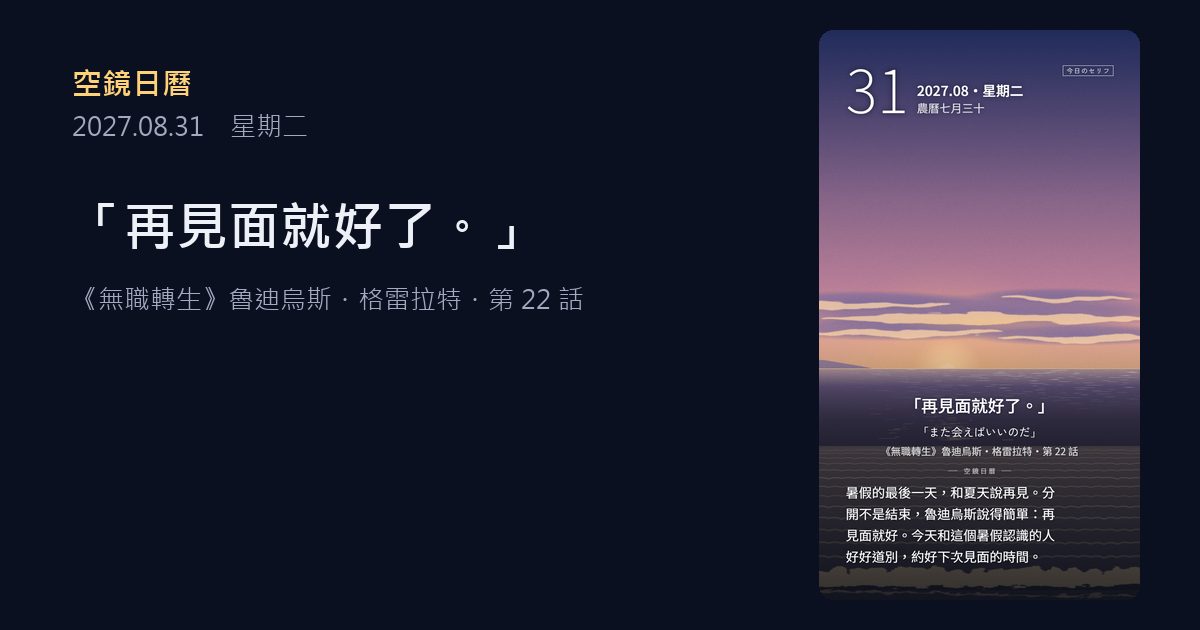 空鏡日曆
2027.08.31 星期二
「再見面就好了。」
《無職轉生》魯迪烏斯・格雷拉特・第 22 話
31
2027.08・星期二
農曆七月三十
今日のセリフ
「再見面就好了。」
「また会えばいいのだ」
《無職轉生》魯迪烏斯・格雷拉特・第 22 話
— 空鏡日曆 —
暑假的最後一天，和夏天說再見。分
開不是結束，魯迪烏斯說得簡單：再
見面就好。今天和這個暑假認識的人
好好道別，約好下次見面的時間。